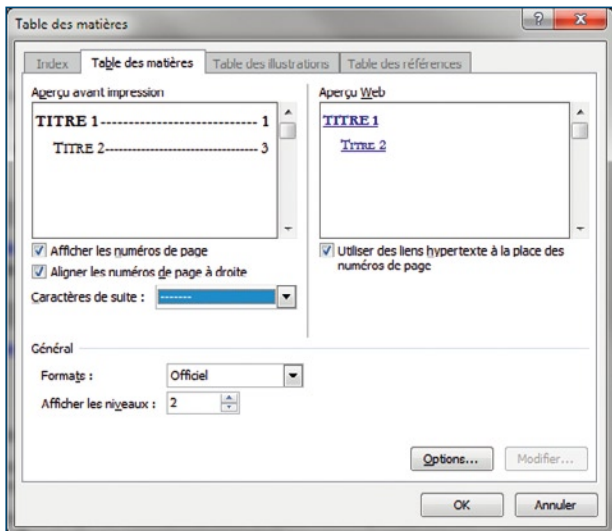 Table des matières
Index
Table des matières
Table des illustrations
Table des références
Aperçu avant impression
TITRE 1---------------------------- 1
TITRE 2------------------------------------ 3
Aperçu Web
TITRE 1
TITRE 2
Afficher les numéros de page
Aligner les numéros de page à droite
Caractères de suite : -------
Utiliser des liens hypertexte à la place des
numéros de page
Général
Formats : Officiel
Afficher les niveaux : 2
Options...
Modifier...
OK
Annuler